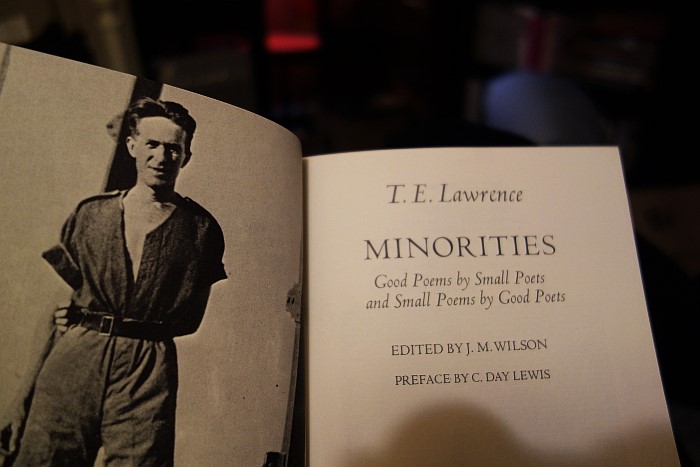 T. E. Lawrence
MINORITIES
Good Poems by Small Poets
and Small Poems by Good Poets
EDITED BY J. M. WILSON
PREFACE BY C. DAY LEWIS